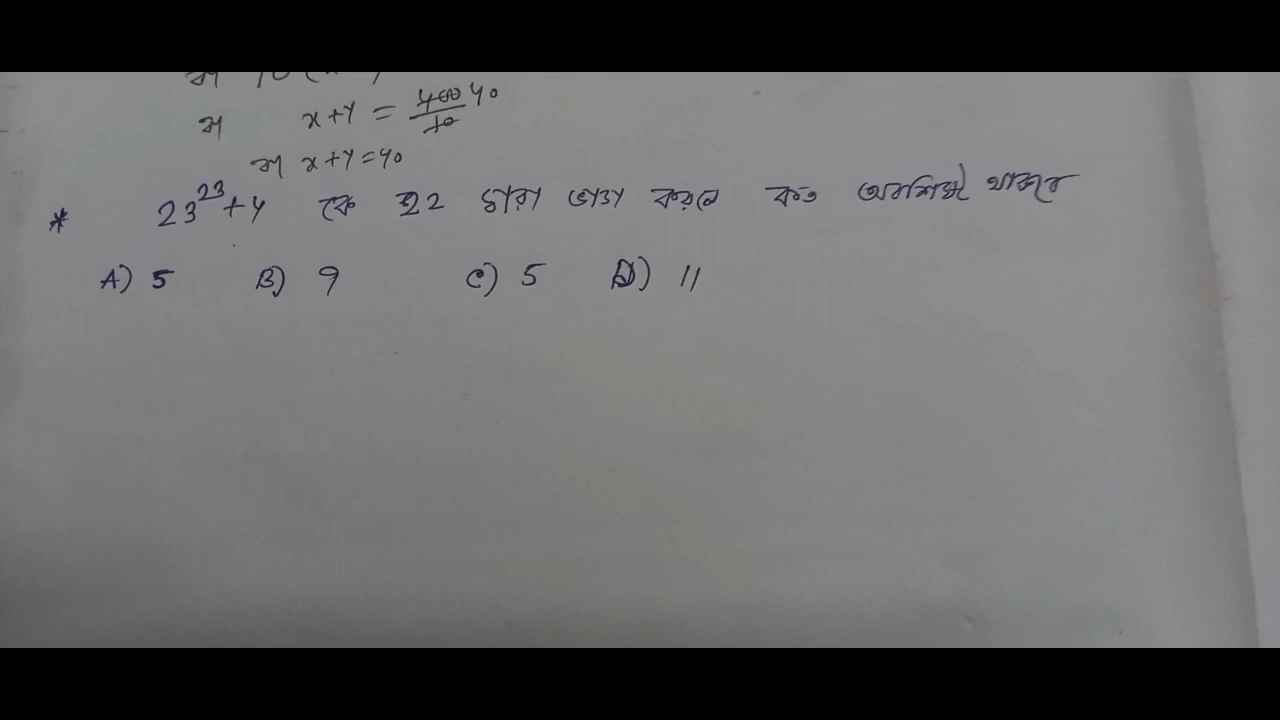 বা x+y = 400/10 40
বা x+y=40
* 23^23+4 কে 22 দ্বারা ভাগ করলে কত অবশিষ্ট থাকবে
A) 5 B) 9 C) 5 D) 11